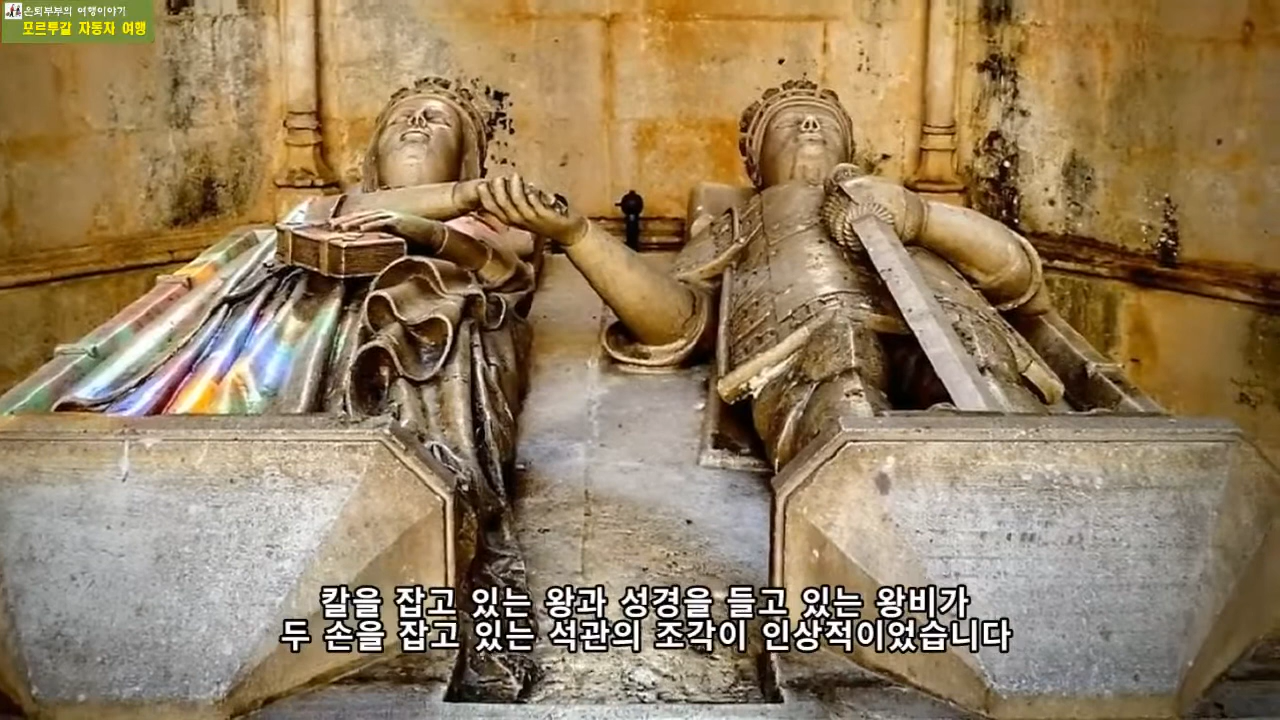 은퇴부부의 여행이야기
포르투갈 자동차 여행
칼을 잡고 있는 왕과 성경을 들고 있는 왕비가
두 손을 잡고 있는 석관의 조각이 인상적이었습니다